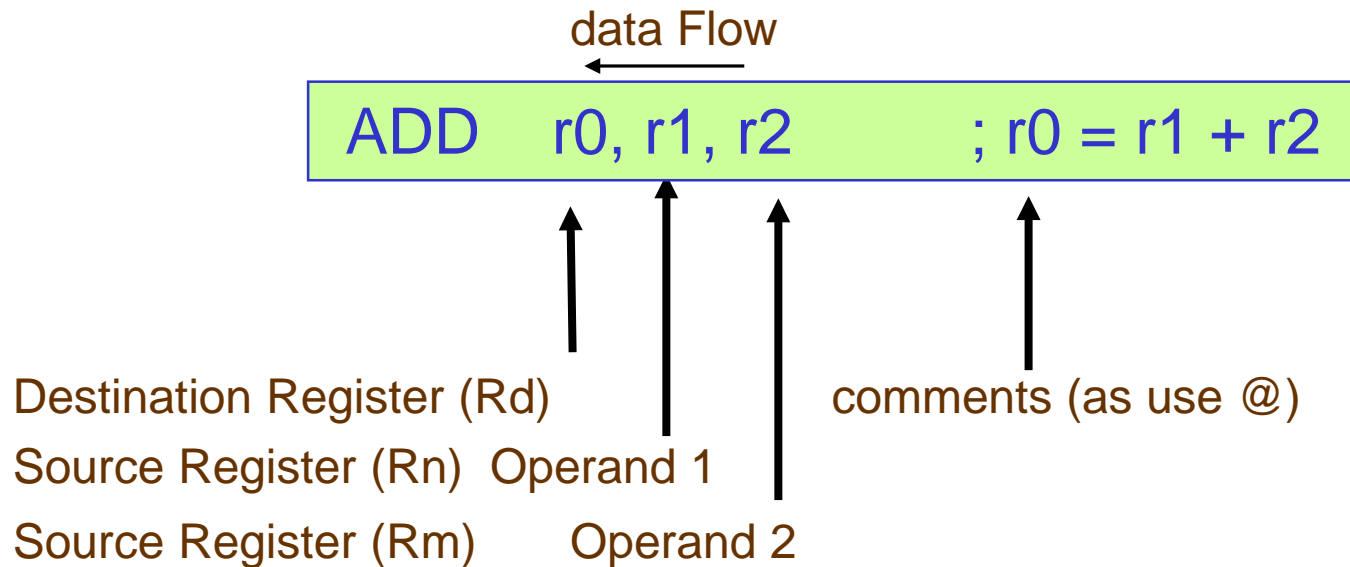 data Flow
ADD r0, r1, r2 ; r0 = r1 + r2
Destination Register (Rd) comments (as use @)
Source Register (Rn) Operand 1
Source Register (Rm) Operand 2